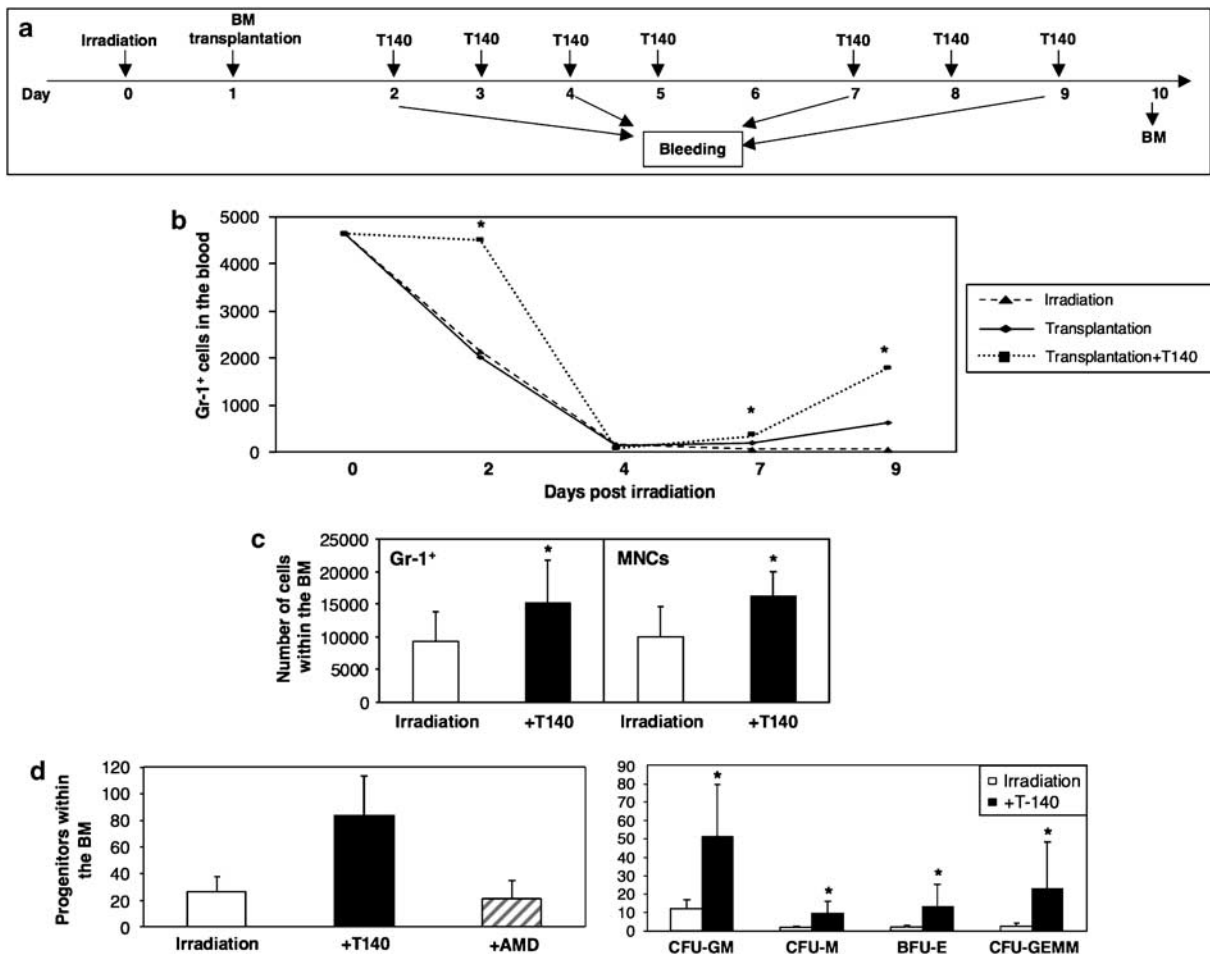 a
BM
Irradiation transplantation T140 T140 T140 T140 T140 T140 T140
Day 0 1 2 3 4 5 6 7 8 9 10
Bleeding
BM
b
Gr-1+ cells in the blood
5000
4000
3000
2000
1000
0
* * *
0 2 4 7 9
Days post irradiation
Irradiation
Transplantation
Transplantation+T140
c
Number of cells
within the BM
25000
20000
15000
10000
5000
0
Gr-1+ * MNCs *
Irradiation +T140 Irradiation +T140
d
Progenitors within
the BM
120
100
80
60
40
20
0
Irradiation +T140 +AMD
90
80
70
60
50
40
30
20
10
0
* * * *
Irradiation
+T-140
CFU-GM CFU-M BFU-E CFU-GEMM